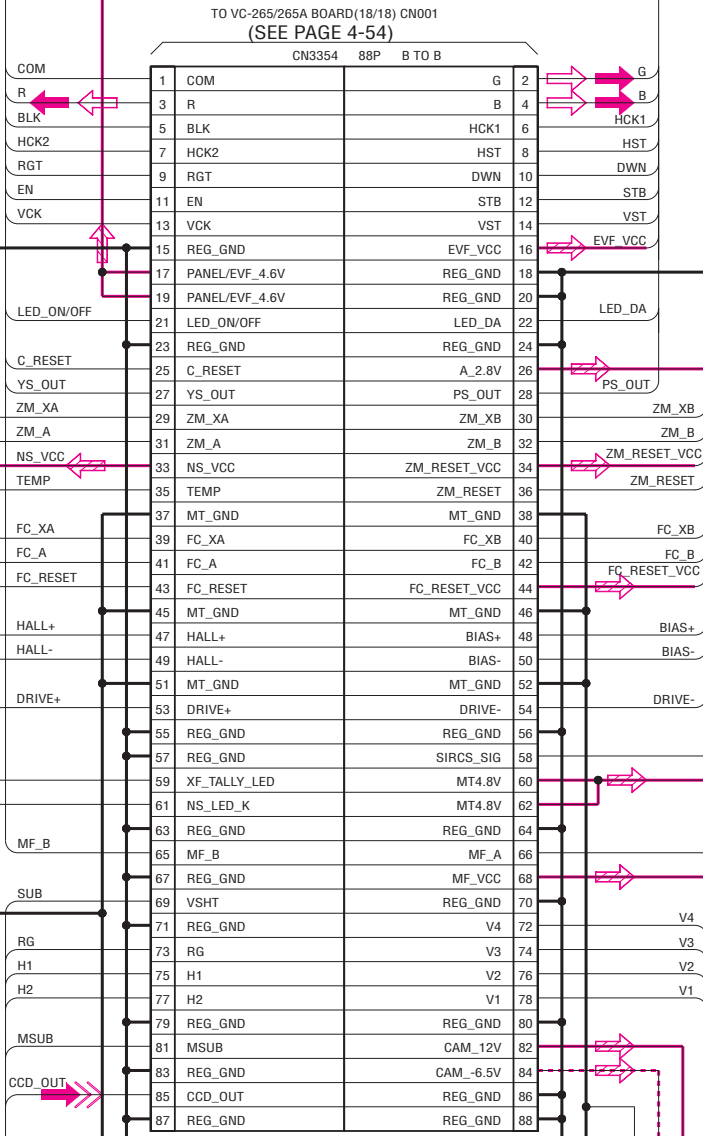 TO VC-265/265A BOARD(18/18) CN001
(SEE PAGE 4-54)
CN3354 88P B TO B
COM 1 COM G 2 G
R 3 R B 4 B
BLK 5 BLK HCK1 6 HCK1
HCK2 7 HCK2 HST 8 HST
RGT 9 RGT DWN 10 DWN
EN 11 EN STB 12 STB
VCK 13 VCK VST 14 VST
15 REG_GND EVF_VCC 16 EVF_VCC
17 PANEL/EVF_4.6V REG_GND 18
19 PANEL/EVF_4.6V REG_GND 20
LED_ON/OFF 21 LED_ON/OFF LED_DA 22 LED_DA
23 REG_GND REG_GND 24
C_RESET 25 C_RESET A_2.8V 26
YS_OUT 27 YS_OUT PS_OUT 28 PS_OUT
ZM_XA 29 ZM_XA ZM_XB 30 ZM_XB
ZM_A 31 ZM_A ZM_B 32 ZM_B
NS_VCC 33 NS_VCC ZM_RESET_VCC 34 ZM_RESET_VCC
TEMP 35 TEMP ZM_RESET 36 ZM_RESET
37 MT_GND MT_GND 38
FC_XA 39 FC_XA FC_XB 40 FC_XB
FC_A 41 FC_A FC_B 42 FC_B
FC_RESET 43 FC_RESET FC_RESET_VCC 44 FC_RESET_VCC
45 MT_GND MT_GND 46
HALL+ 47 HALL+ BIAS+ 48 BIAS+
HALL- 49 HALL- BIAS- 50 BIAS-
51 MT_GND MT_GND 52
DRIVE+ 53 DRIVE+ DRIVE- 54 DRIVE-
55 REG_GND REG_GND 56
57 REG_GND SIRCS_SIG 58
59 XF_TALLY_LED MT4.8V 60
61 NS_LED_K MT4.8V 62
63 REG_GND REG_GND 64
MF_B 65 MF_B MF_A 66
67 REG_GND MF_VCC 68
SUB 69 VSHT REG_GND 70
71 REG_GND V4 72 V4
RG 73 RG V3 74 V3
H1 75 H1 V2 76 V2
H2 77 H2 V1 78 V1
79 REG_GND REG_GND 80
MSUB 81 MSUB CAM_12V 82
83 REG_GND CAM_-6.5V 84
CCD_OUT 85 CCD_OUT REG_GND 86
87 REG_GND REG_GND 88